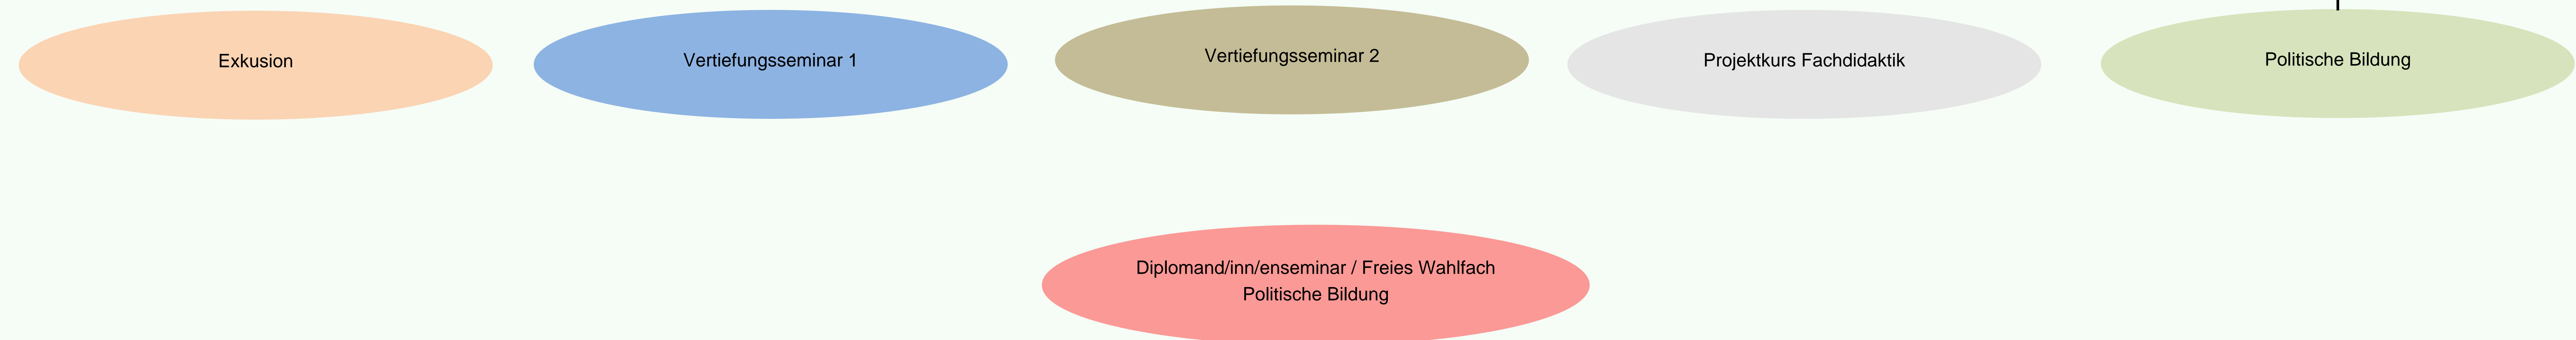 Exkusion
Vertiefungsseminar 1
Vertiefungsseminar 2
Projektkurs Fachdidaktik
Politische Bildung
Diplomand/inn/enseminar / Freies Wahlfach
Politische Bildung